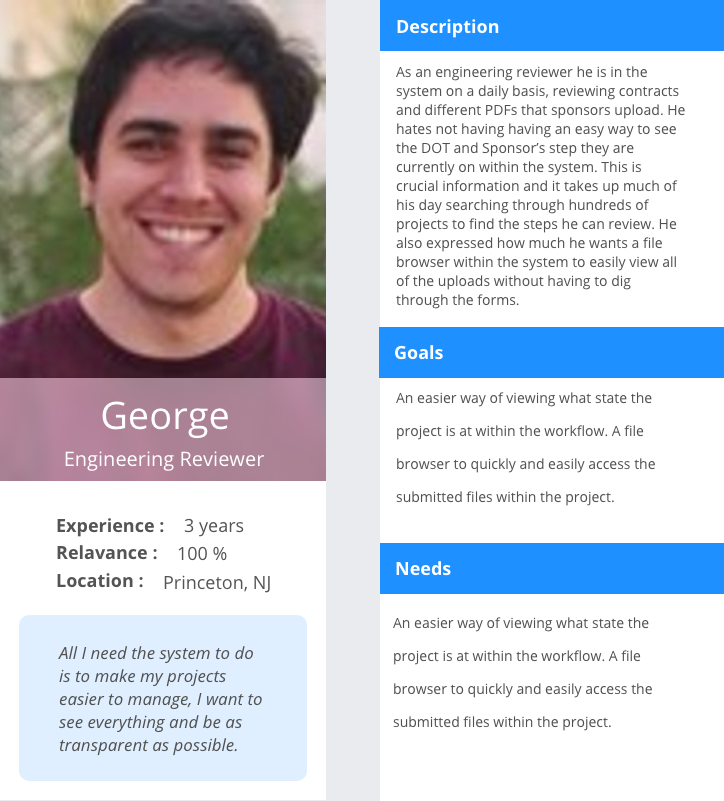 George
Engineering Reviewer
Experience : 3 years
Relavance : 100 %
Location : Princeton, NJ
All I need the system to do
is to make my projects
easier to manage, I want to
see everything and be as
transparent as possible.
Description
As an engineering reviewer he is in the
system on a daily basis, reviewing contracts
and different PDFs that sponsors upload. He
hates not having having an easy way to see
the DOT and Sponsor’s step they are
currently on within the system. This is
crucial information and it takes up much of
his day searching through hundreds of
projects to find the steps he can review. He
also expressed how much he wants a file
browser within the system to easily view all
of the uploads without having to dig
through the forms.
Goals
An easier way of viewing what state the
project is at within the workflow. A file
browser to quickly and easily access the
submitted files within the project.
Needs
An easier way of viewing what state the
project is at within the workflow. A file
browser to quickly and easily access the
submitted files within the project.